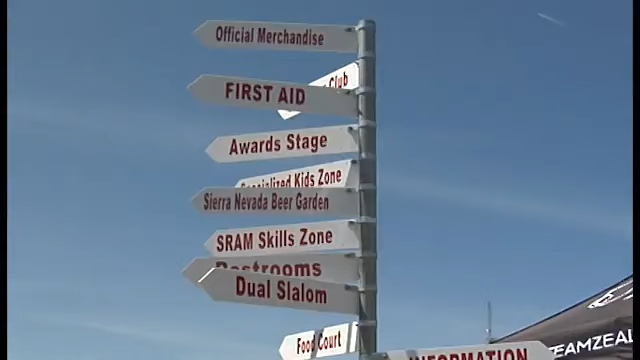 Official Merchandise
Club
FIRST AID
Awards Stage
Specialized Kids Zone
Sierra Nevada Beer Garden
SRAM Skills Zone
Restrooms
Dual Slalom
Food Court
INFORMATION